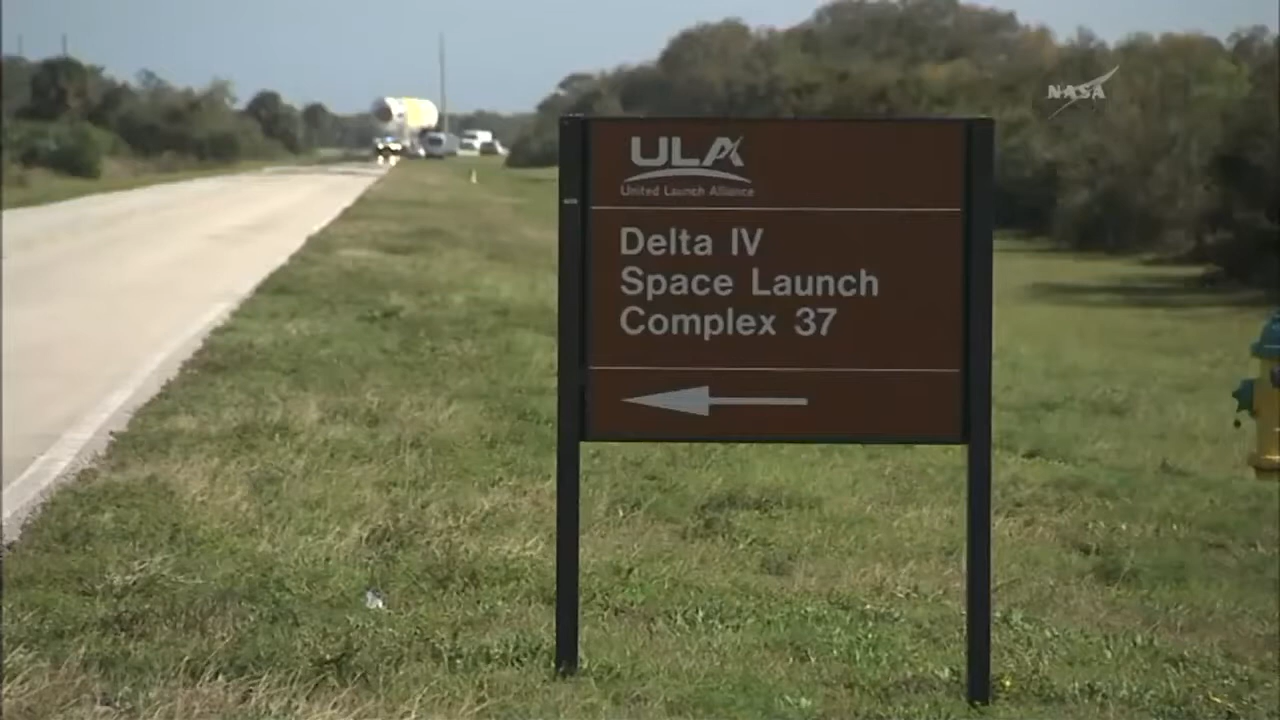 NASA
ULA
United Launch Alliance
Delta IV
Space Launch
Complex 37